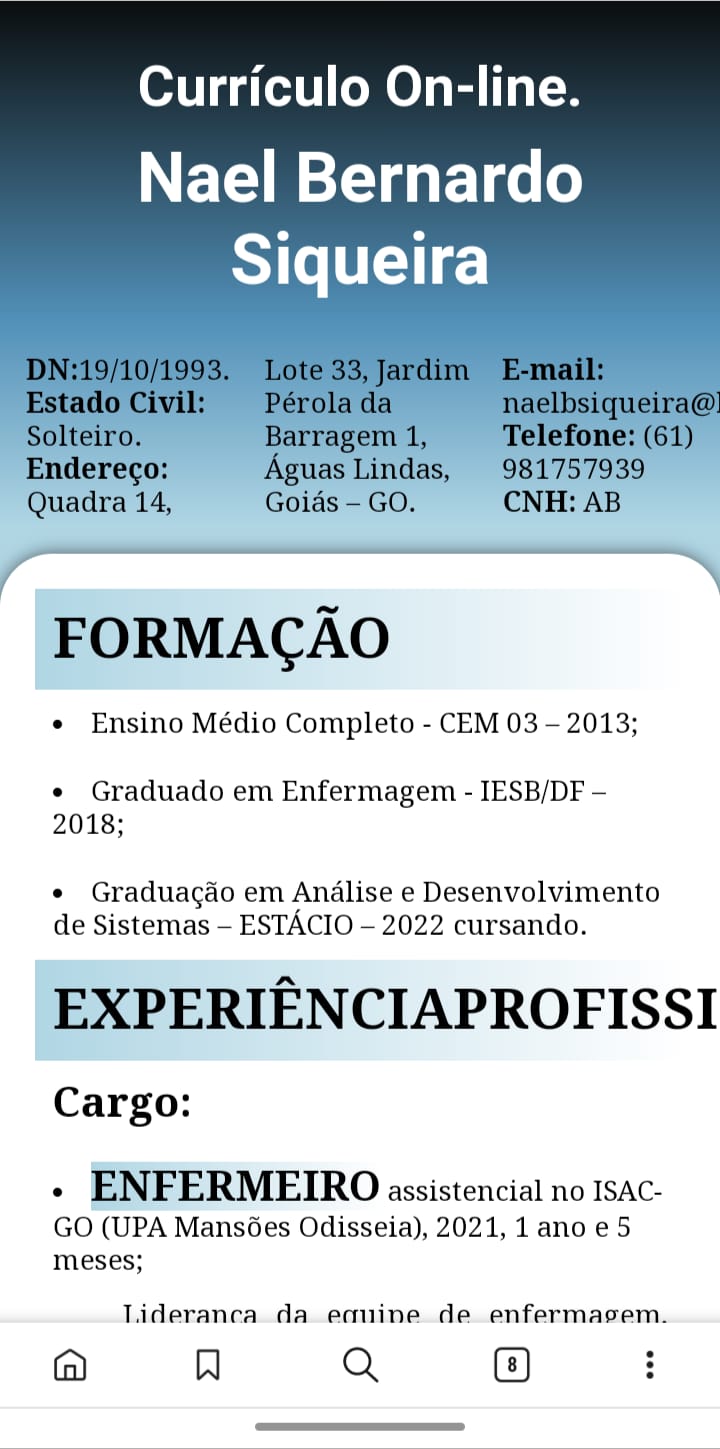 Currículo On-line.
Nael Bernardo
Siqueira
DN:19/10/1993.
Estado Civil:
Solteiro.
Endereço:
Quadra 14,
Lote 33, Jardim
Pérola da
Barragem 1,
Águas Lindas,
Goiás – GO.
E-mail:
naelbsiqueira@
Telefone: (61)
981757939
CNH: AB
FORMAÇÃO
• Ensino Médio Completo - CEM 03 – 2013;
• Graduado em Enfermagem - IESB/DF –
2018;
• Graduação em Análise e Desenvolvimento
de Sistemas – ESTÁCIO – 2022 cursando.
EXPERIÊNCIAPROFISSI
Cargo:
• ENFERMEIRO assistencial no ISAC-
GO (UPA Mansões Odisseia), 2021, 1 ano e 5
meses;
Liderança da equipe de enfermagem,
8